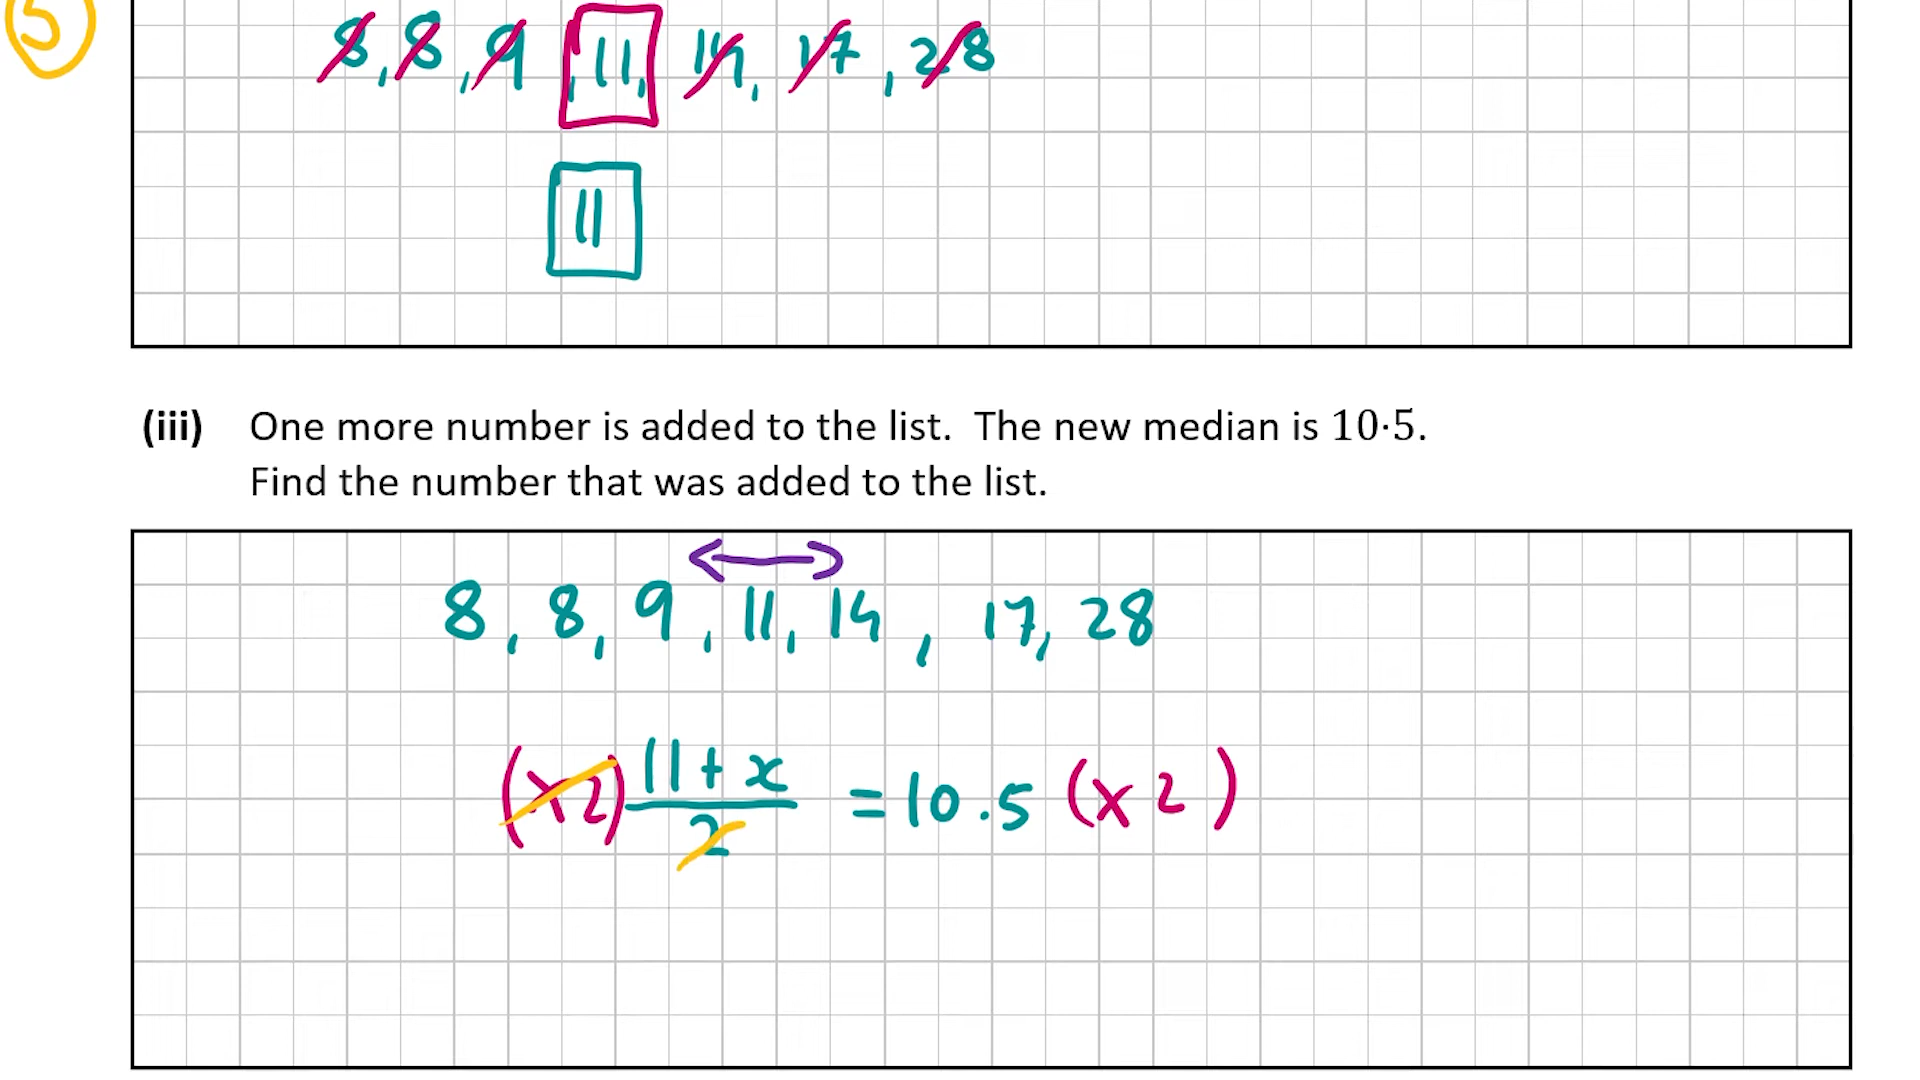 5
8, 8, 9, 11, 14, 17, 28
11
(iii) One more number is added to the list. The new median is 10·5.
Find the number that was added to the list.
8, 8, 9, 11, 14, 17, 28
(x2) 11 + x / 2 = 10.5 (x2)